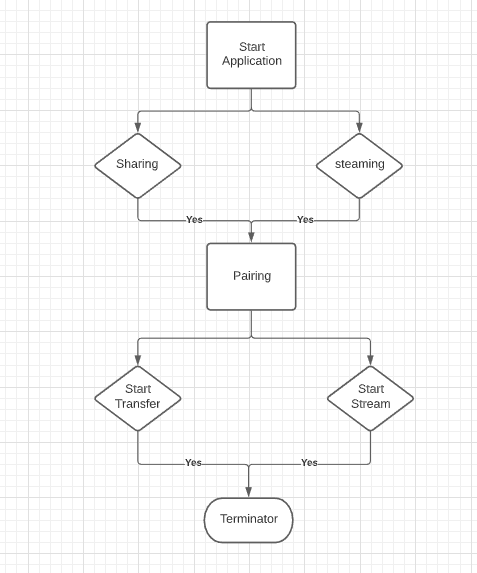 Start
Application
Sharing
steaming
Yes
Yes
Pairing
Start
Transfer
Start
Stream
Yes
Yes
Terminator